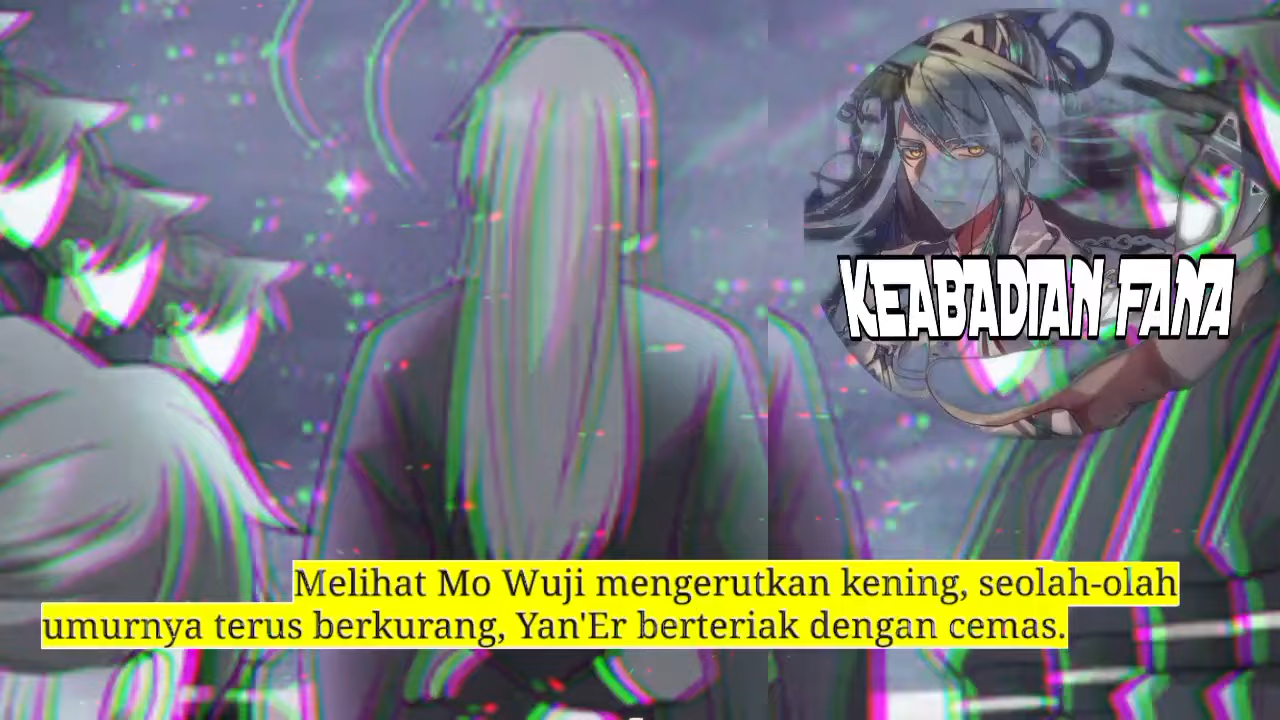 KEABADIAN FANA
Melihat Mo Wuji mengerutkan kening, seolah-olah
umurnya terus berkurang, Yan'Er berteriak dengan cemas.